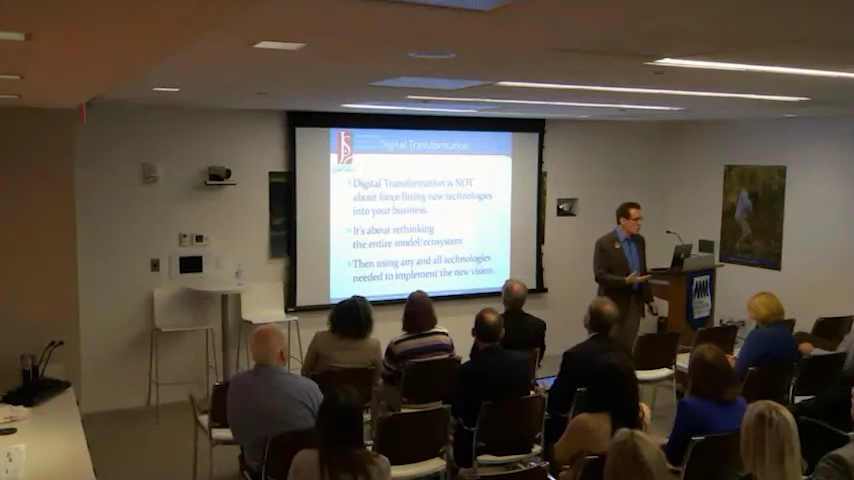 Digital Transformation
Digital Transformation is NOT
about force fitting new technologies
into your business.
It's about rethinking
the entire model/ecosystem
Then using any and all technologies
needed to implement the new vision.